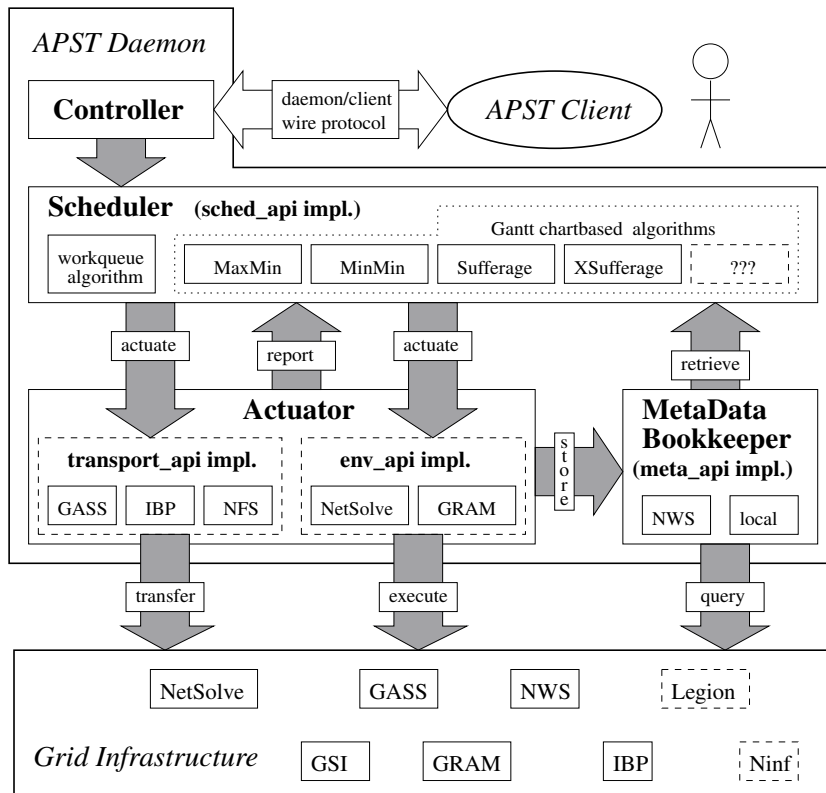 APST Daemon
Controller
daemon/client
wire protocol
APST Client
Scheduler (sched_api impl.)
Gantt chartbased algorithms
workqueue
algorithm
MaxMin
MinMin
Sufferage
XSufferage
???
actuate
report
actuate
retrieve
Actuator
transport_api impl.
GASS
IBP
NFS
env_api impl.
NetSolve
GRAM
store
MetaData
Bookkeeper
(meta_api impl.)
NWS
local
transfer
execute
query
NetSolve
GASS
NWS
Legion
Grid Infrastructure
GSI
GRAM
IBP
Ninf